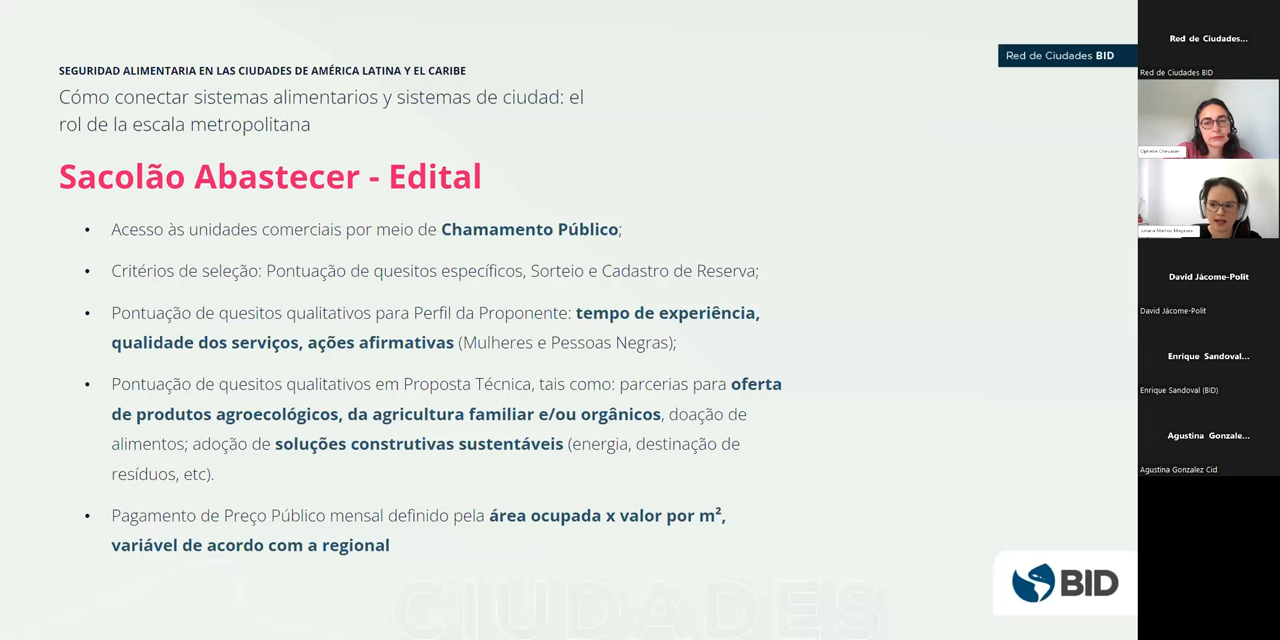 SEGURIDAD ALIMENTARIA EN LAS CIUDADES DE AMÉRICA LATINA Y EL CARIBE
Cómo conectar sistemas alimentarios y sistemas de ciudad: el
rol de la escala metropolitana
Red de Ciudades BID
Sacolão Abastecer - Edital
• Acesso às unidades comerciais por meio de Chamamento Público;
• Critérios de seleção: Pontuação de quesitos específicos, Sorteio e Cadastro de Reserva;
• Pontuação de quesitos qualitativos para Perfil da Proponente: tempo de experiência,
qualidade dos serviços, ações afirmativas (Mulheres e Pessoas Negras);
• Pontuação de quesitos qualitativos em Proposta Técnica, tais como: parcerias para oferta
de produtos agroecológicos, da agricultura familiar e/ou orgânicos, doação de
alimentos; adoção de soluções construtivas sustentáveis (energia, destinação de
resíduos, etc).
• Pagamento de Preço Público mensal definido pela área ocupada x valor por m²,
variável de acordo com a regional
CIUDADES
BID
Red de Ciudades...
Red de Ciudades BID
Ophelie Chevalier
David Jácome-Polit
David Jácome-Polit
Enrique Sandoval...
Enrique Sandoval (BID)
Agustina Gonzale...
Agustina Gonzalez Cid